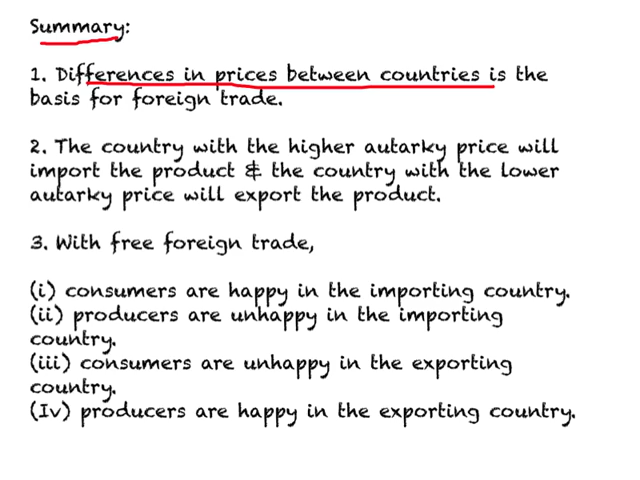 Summary:
1. Differences in prices between countries is the
basis for foreign trade.
2. The country with the higher autarky price will
import the product & the country with the lower
autarky price will export the product.
3. With free foreign trade,
(i) consumers are happy in the importing country.
(ii) producers are unhappy in the importing
country.
(iii) consumers are unhappy in the exporting
country.
(Iv) producers are happy in the exporting country.